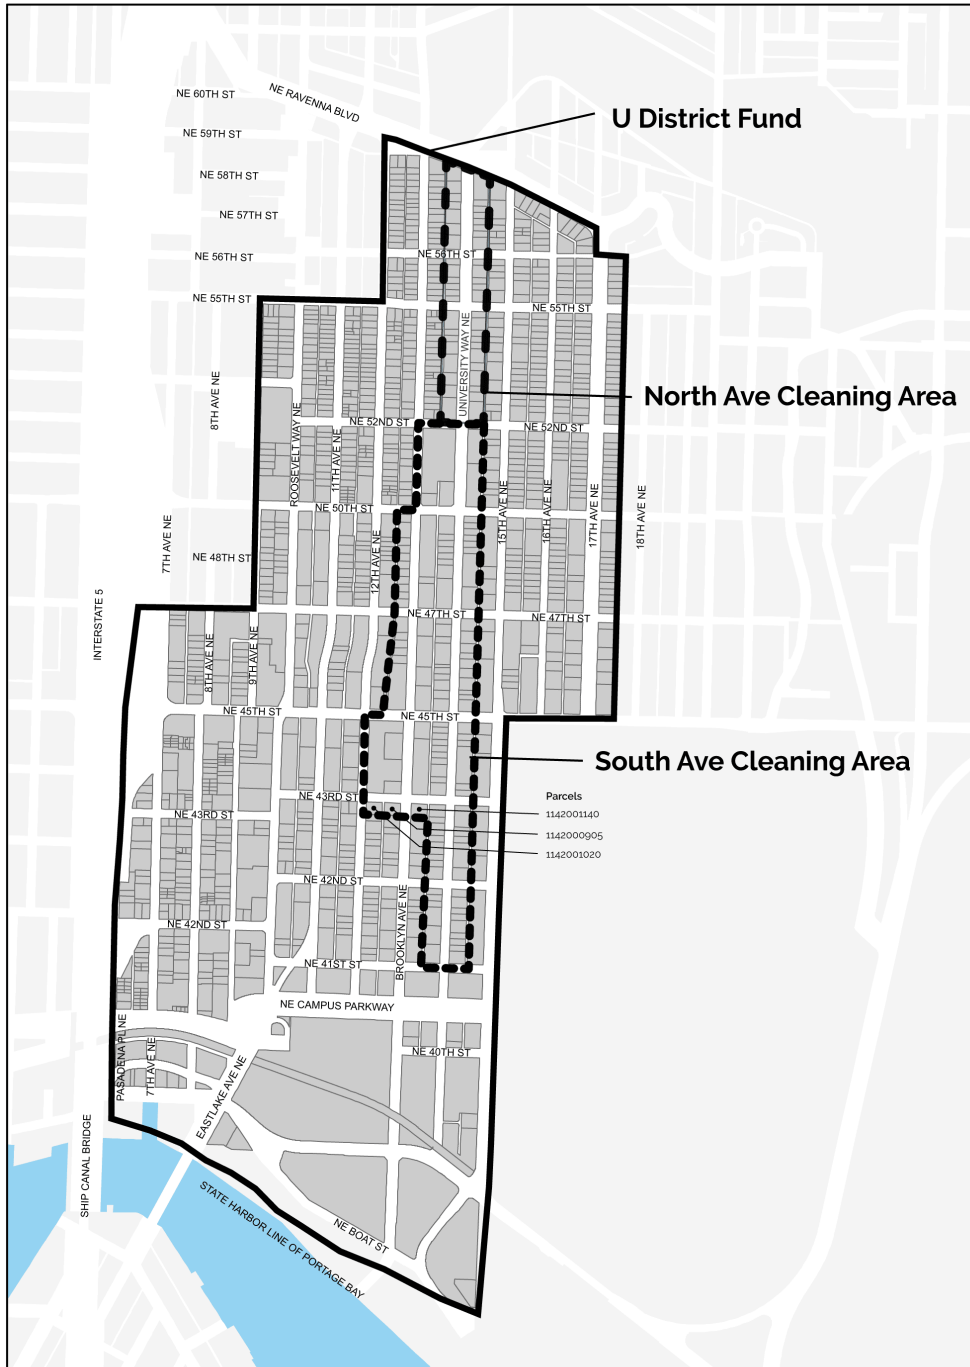 NE 60TH ST
NE RAVENNA BLVD
U District Fund
NE 59TH ST
NE 58TH ST
NE 57TH ST
NE 56TH ST
NE 56TH ST
NE 55TH ST
NE 55TH ST
UNIVERSITY WAY NE
8TH AVE NE
North Ave Cleaning Area
ROOSEVELT WAY NE
NE 52ND ST
NE 52ND ST
11TH AVE NE
NE 50TH ST
15TH AVE NE
16TH AVE NE
17TH AVE NE
18TH AVE NE
7TH AVE NE
NE 48TH ST
12TH AVE NE
INTERSTATE 5
NE 47TH ST
NE 47TH ST
8TH AVE NE
9TH AVE NE
NE 45TH ST
NE 45TH ST
South Ave Cleaning Area
NE 43RD ST
NE 43RD ST
Parcels
1142001140
1142000905
1142001020
NE 42ND ST
NE 42ND ST
BROOKLYN AVE NE
NE 41ST ST
NE CAMPUS PARKWAY
NE 40TH ST
PASADENA PL NE
7TH AVE NE
EASTLAKE AVE NE
SHIP CANAL BRIDGE
STATE HARBOR LINE OF PORTAGE BAY
NE BOAT ST